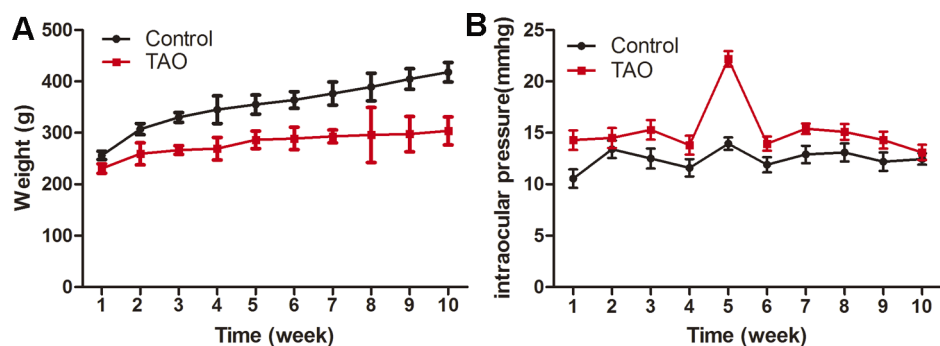 A
Control
TAO
Weight (g)
500
400
300
200
100
0
1 2 3 4 5 6 7 8 9 10
Time (week)
B
Control
TAO
intraocular pressure(mmhg)
25
20
15
10
5
0
1 2 3 4 5 6 7 8 9 10
Time (week)